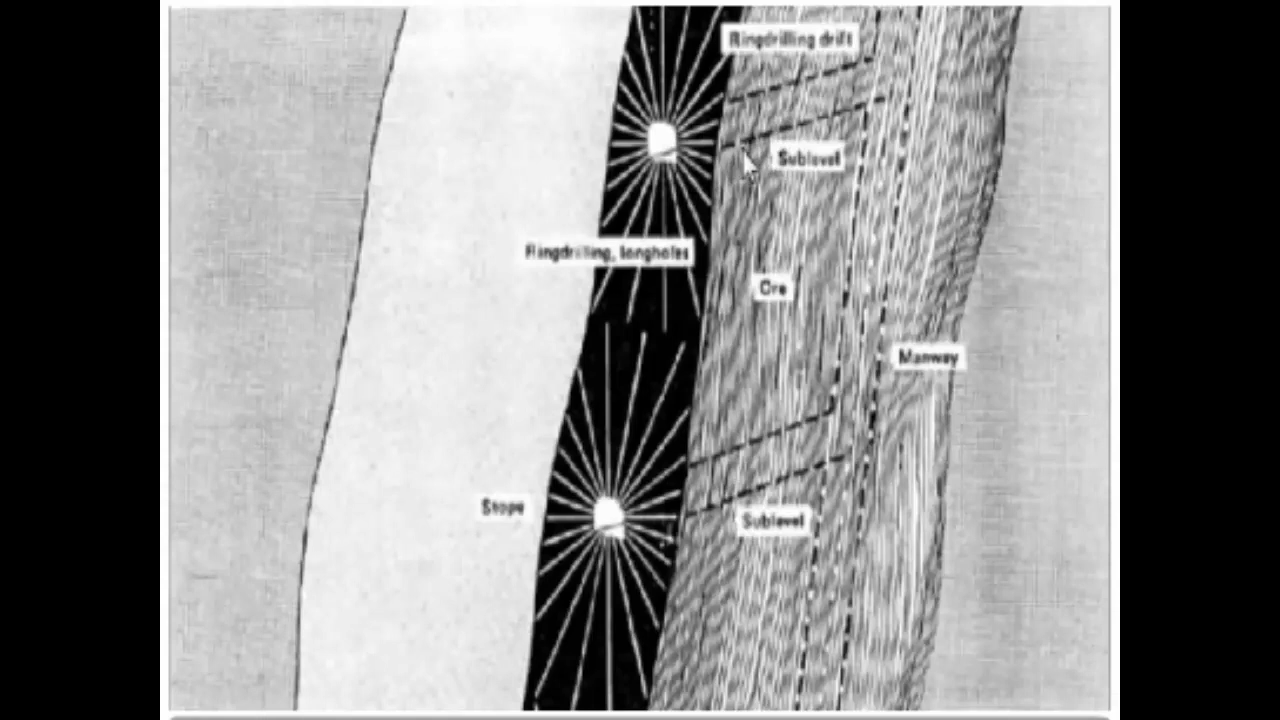 Ringdrilling drift
Sublevel
Ringdrilling, longholes
Ore
Manway
Stope
Sublevel